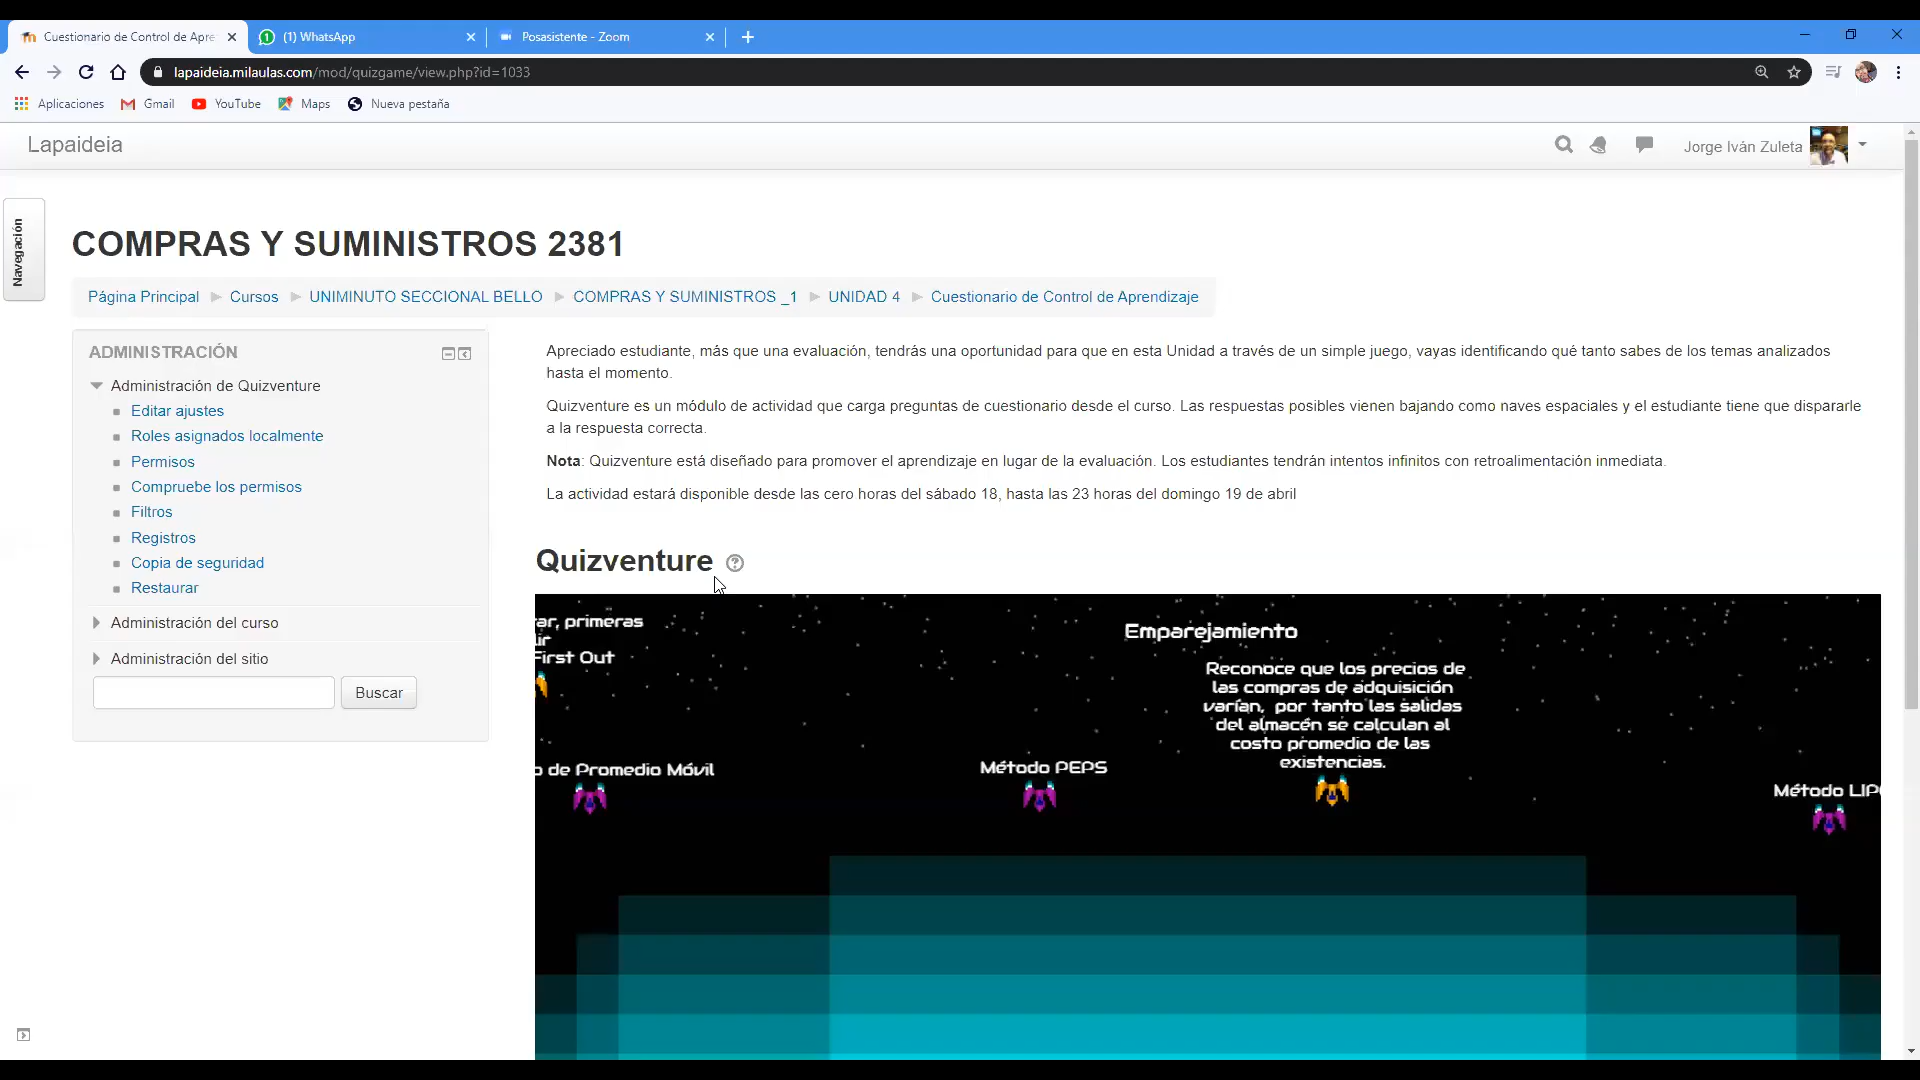 Cuestionario de Control de Apre
(1) WhatsApp
Posasistente - Zoom
lapaideia.milaulas.com/mod/quizgame/view.php?id=1033
Aplicaciones
Gmail
YouTube
Maps
Nueva pestaña
Lapaideia
Jorge Iván Zuleta
Navegación
COMPRAS Y SUMINISTROS 2381
Página Principal
Cursos
UNIMINUTO SECCIONAL BELLO
COMPRAS Y SUMINISTROS _1
UNIDAD 4
Cuestionario de Control de Aprendizaje
ADMINISTRACIÓN
Administración de Quizventure
Editar ajustes
Roles asignados localmente
Permisos
Compruebe los permisos
Filtros
Registros
Copia de seguridad
Restaurar
Administración del curso
Administración del sitio
Buscar
Apreciado estudiante, más que una evaluación, tendrás una oportunidad para que en esta Unidad a través de un simple juego, vayas identificando qué tanto sabes de los temas analizados
hasta el momento.
Quizventure es un módulo de actividad que carga preguntas de cuestionario desde el curso. Las respuestas posibles vienen bajando como naves espaciales y el estudiante tiene que dispararle
a la respuesta correcta.
Nota: Quizventure está diseñado para promover el aprendizaje en lugar de la evaluación. Los estudiantes tendrán intentos infinitos con retroalimentación inmediata.
La actividad estará disponible desde las cero horas del sábado 18, hasta las 23 horas del domingo 19 de abril
Quizventure
rar, primeras
lir
First Out
Emparejamiento
Reconoce que los precios de
las compras de adquisición
varían, por tanto las salidas
del almacén se calculan al
costo promedio de las
existencias.
o de Promedio Móvil
Método PEPS
Método LIP